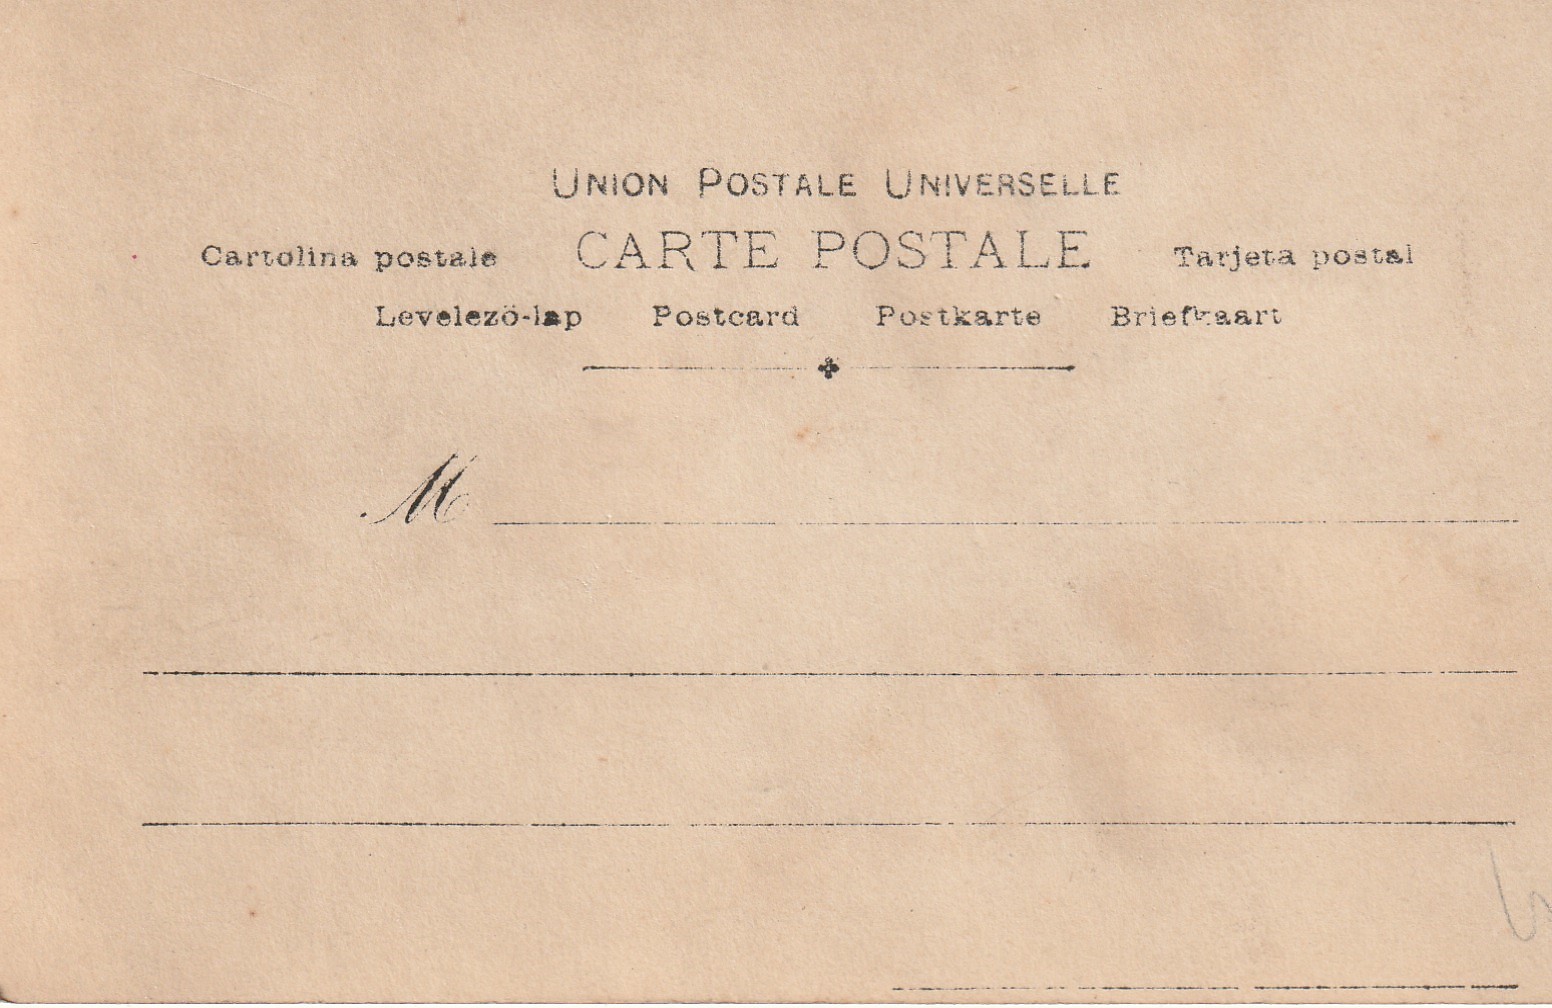 UNION POSTALE UNIVERSELLE
Cartolina postale CARTE POSTALE Tarjeta postal
Levelező-lap Postcard Postkarte Briefkaart
M